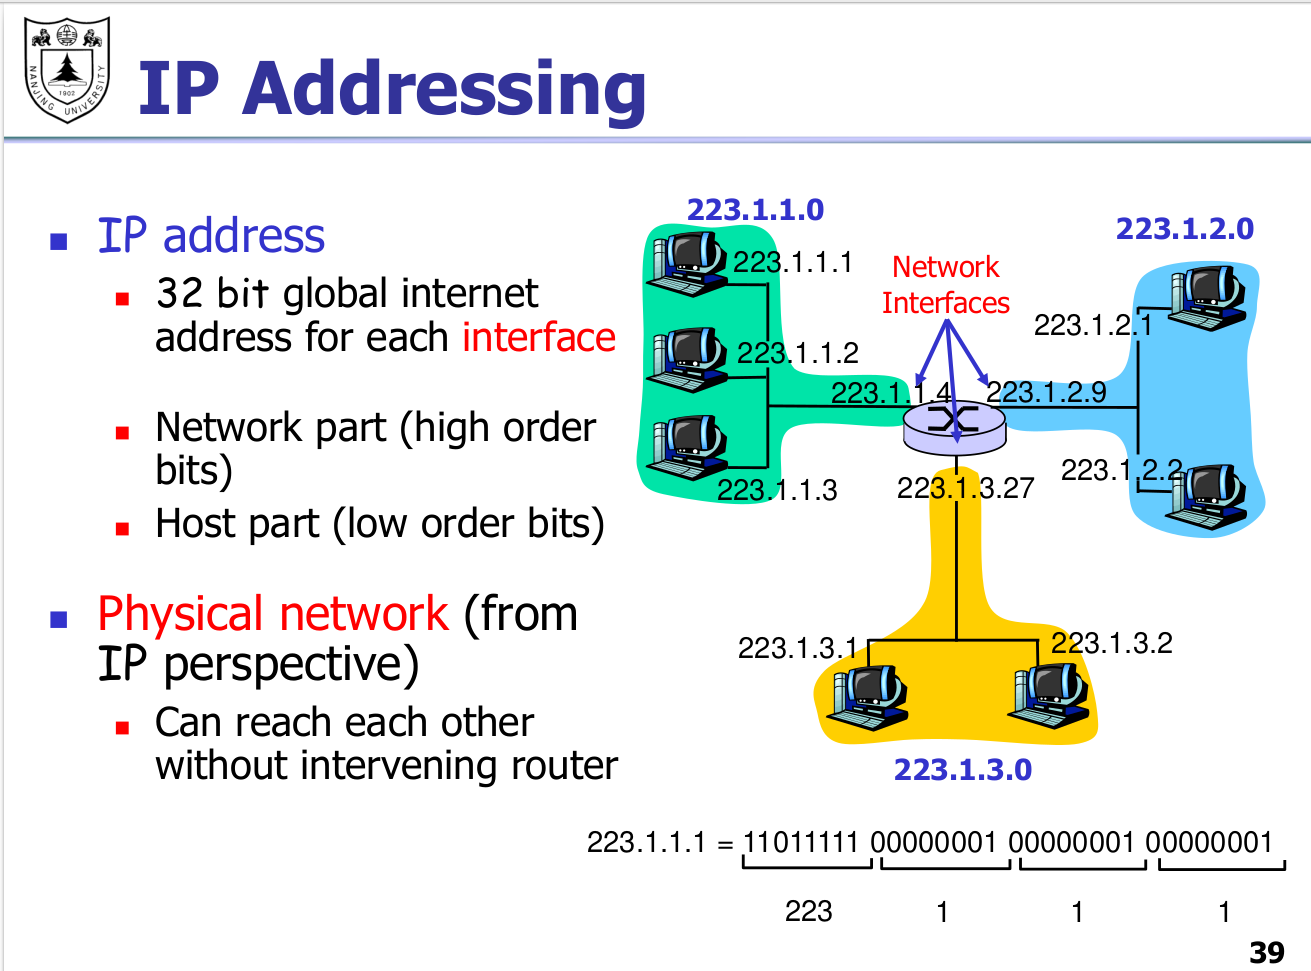 NANJING UNIVERSITY
1902
IP Addressing
IP address
32 bit global internet
address for each interface
Network part (high order
bits)
Host part (low order bits)
Physical network (from
IP perspective)
Can reach each other
without intervening router
223.1.1.0
223.1.1.1
223.1.1.2
223.1.1.3
223.1.1.4
Network
Interfaces
223.1.2.0
223.1.2.1
223.1.2.9
223.1.2.2
223.1.3.27
223.1.3.1
223.1.3.2
223.1.3.0
223.1.1.1 = 11011111 00000001 00000001 00000001
223 1 1 1
39